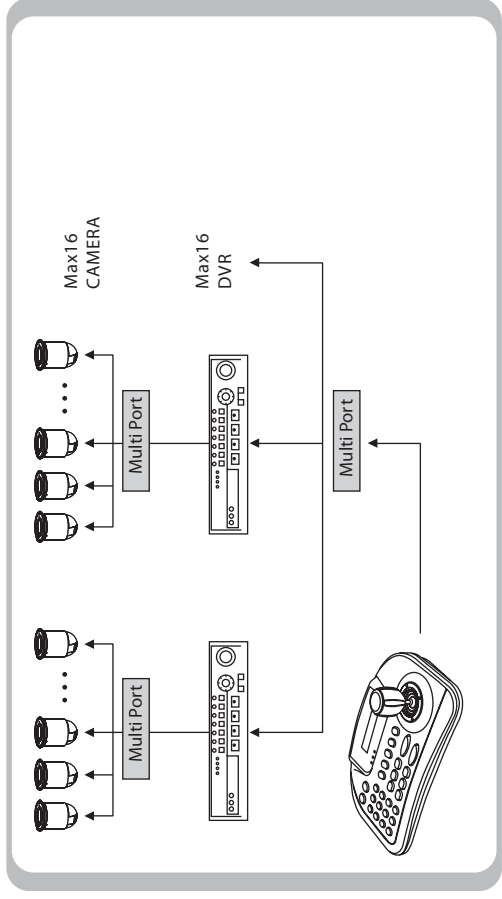 Max16
CAMERA
Multi Port
Multi Port
Max16
DVR
Multi Port